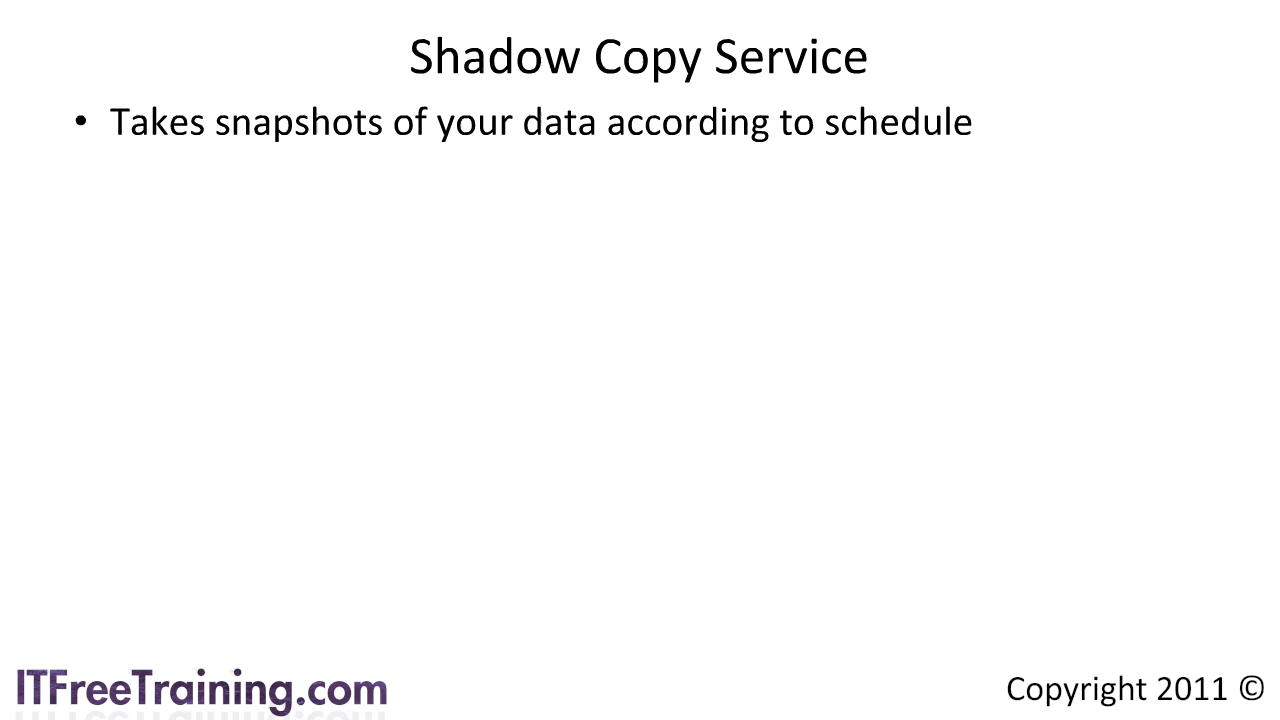 Shadow Copy Service
• Takes snapshots of your data according to schedule
ITFreeTraining.com
Copyright 2011 ©